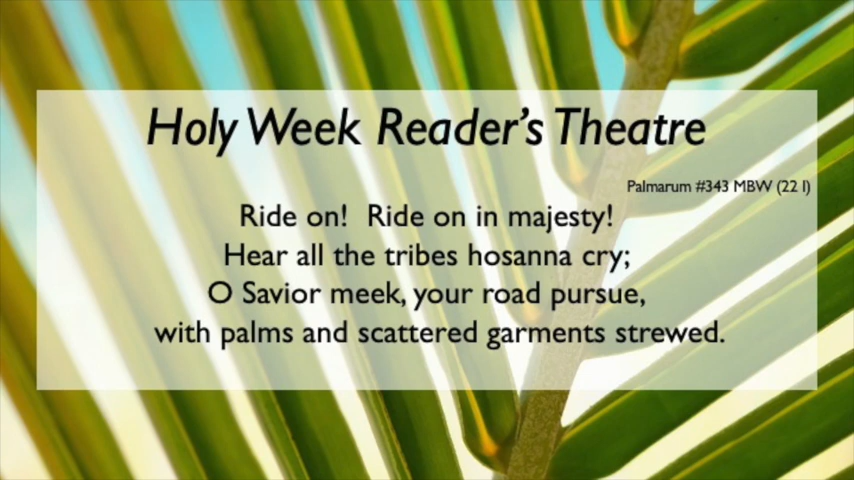 Holy Week Reader's Theatre
Palmarum #343 MBW (22 I)
Ride on!  Ride on in majesty!
Hear all the tribes hosanna cry;
O Savior meek, your road pursue,
with palms and scattered garments strewed.